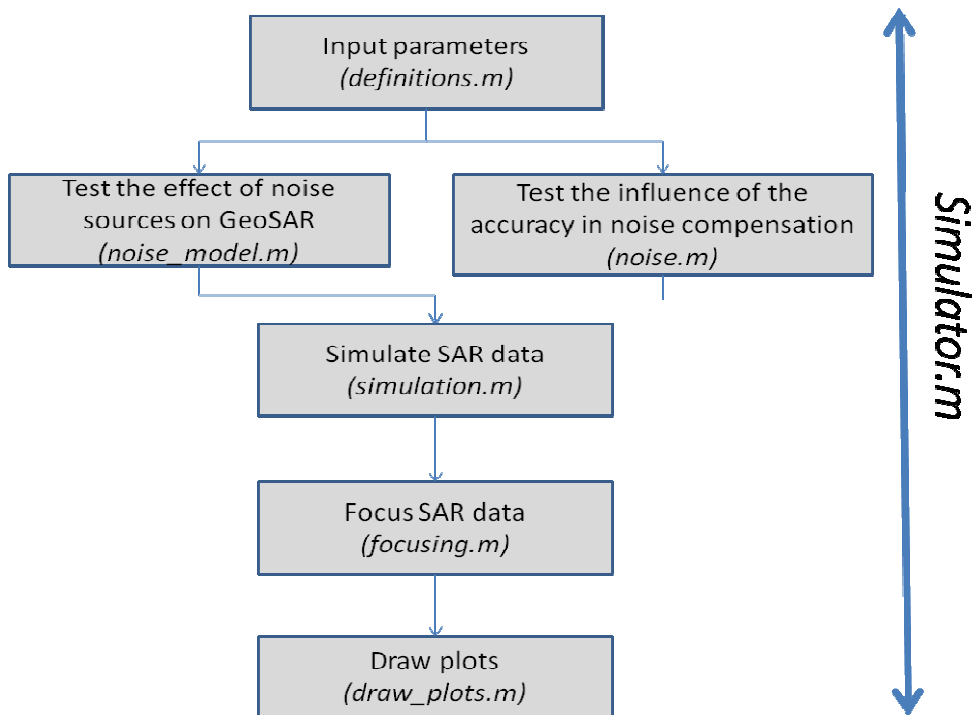 Input parameters
(definitions.m)
Test the effect of noise
sources on GeoSAR
(noise_model.m)
Test the influence of the
accuracy in noise compensation
(noise.m)
Simulate SAR data
(simulation.m)
Focus SAR data
(focusing.m)
Draw plots
(draw_plots.m)
Simulator.m